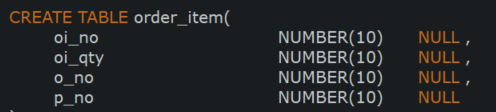 CREATE TABLE order_item(
oi_no NUMBER(10) NULL ,
oi_qty NUMBER(10) NULL ,
o_no NUMBER(10) NULL ,
p_no NUMBER(10) NULL